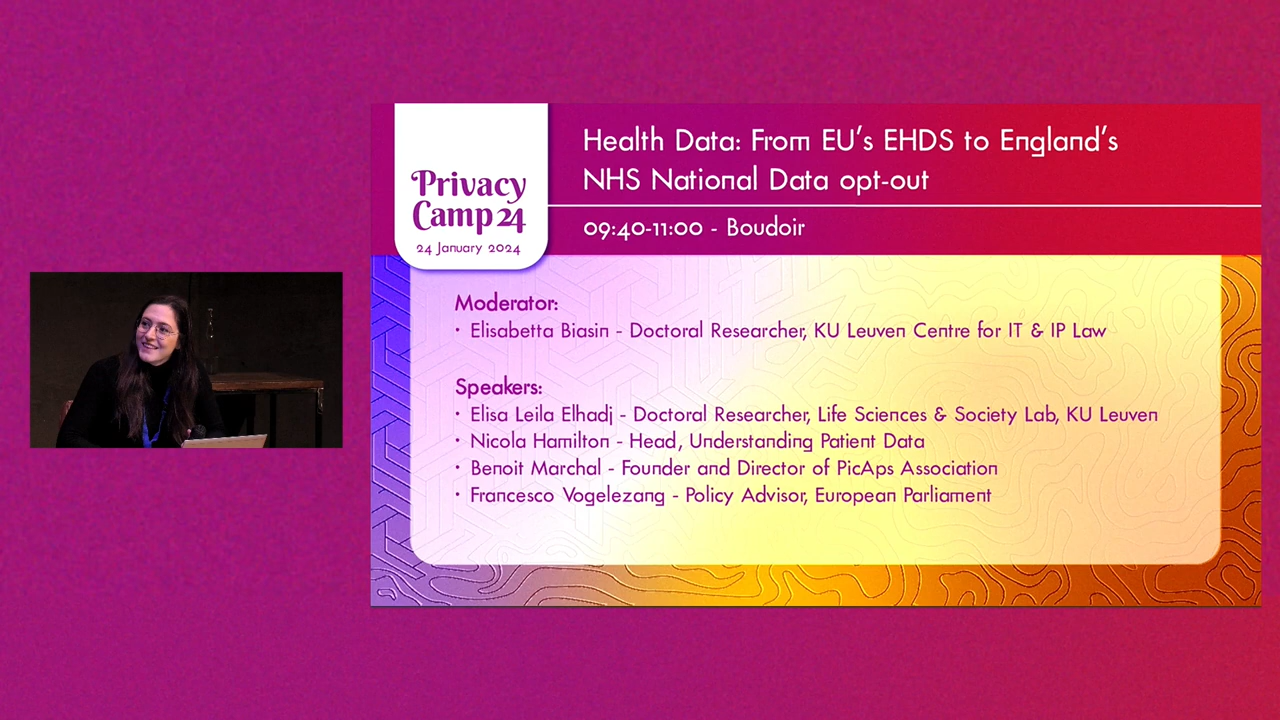 Privacy
Camp 24
24 January 2024
Health Data: From EU's EHDS to England's
NHS National Data opt-out
09:40-11:00 - Boudoir
Moderator:
• Elisabetta Biasin - Doctoral Researcher, KU Leuven Centre for IT & IP Law
Speakers:
• Elisa Leila Elhadj - Doctoral Researcher, Life Sciences & Society Lab, KU Leuven
• Nicola Hamilton - Head, Understanding Patient Data
• Benoit Marchal - Founder and Director of PicAps Association
• Francesco Vogelezang - Policy Advisor, European Parliament